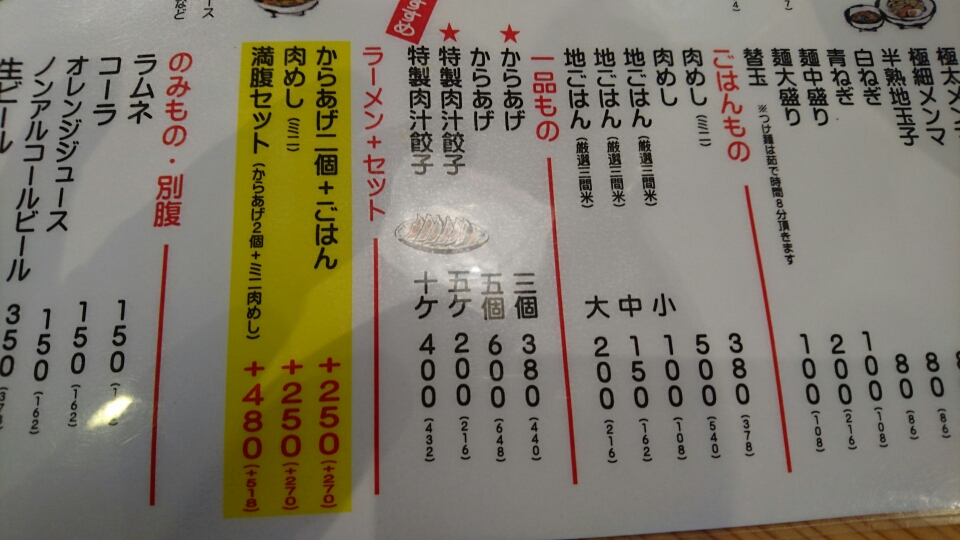 極太メン
極細メンマ
半熟地玉子
白ねぎ 80 (86)
青ねぎ 80 (86)
麺中盛り 100 (108)
麺大盛り 200 (216)
替玉 100 (108)
※つけ麺は茹で時間8分頂きます
ごはんもの
肉めし(ミニ) 380 (378)
肉めし 500 (540)
地ごはん(厳選三間米) 小 100 (108)
地ごはん(厳選三間米) 中 150 (162)
地ごはん(厳選三間米) 大 200 (216)
一品もの
★からあげ 三個 380 (440)
からあげ 五個 600 (648)
★特製肉汁餃子 五ケ 200 (216)
特製肉汁餃子 十ケ 400 (432)
ラーメン+セット
からあげ二個+ごはん +250 (+270)
肉めし(ミニ) +250 (+270)
満腹セット(からあげ2個+ミニ肉めし) +480 (+518)
のみもの・別腹
ラムネ 150
コーラ 150 (162)
オレンジジュース 150 (162)
ノンアルコールビール 350 (378)
生ビール
など
ース